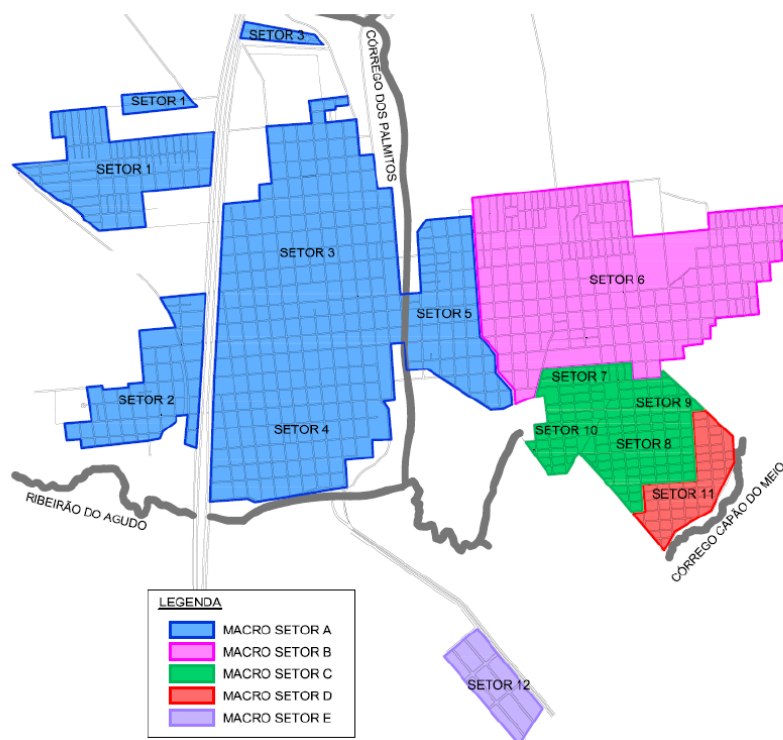 SETOR 3
CÓRREGO DOS PALMITOS
SETOR 1
SETOR 1
SETOR 3
SETOR 6
SETOR 5
SETOR 7
SETOR 2
SETOR 9
SETOR 4
SETOR 10
SETOR 8
SETOR 11
RIBEIRÃO DO AGUDO
CÓRREGO CAPÃO DO MEIO
LEGENDA
MACRO SETOR A
MACRO SETOR B
MACRO SETOR C
MACRO SETOR D
MACRO SETOR E
SETOR 12